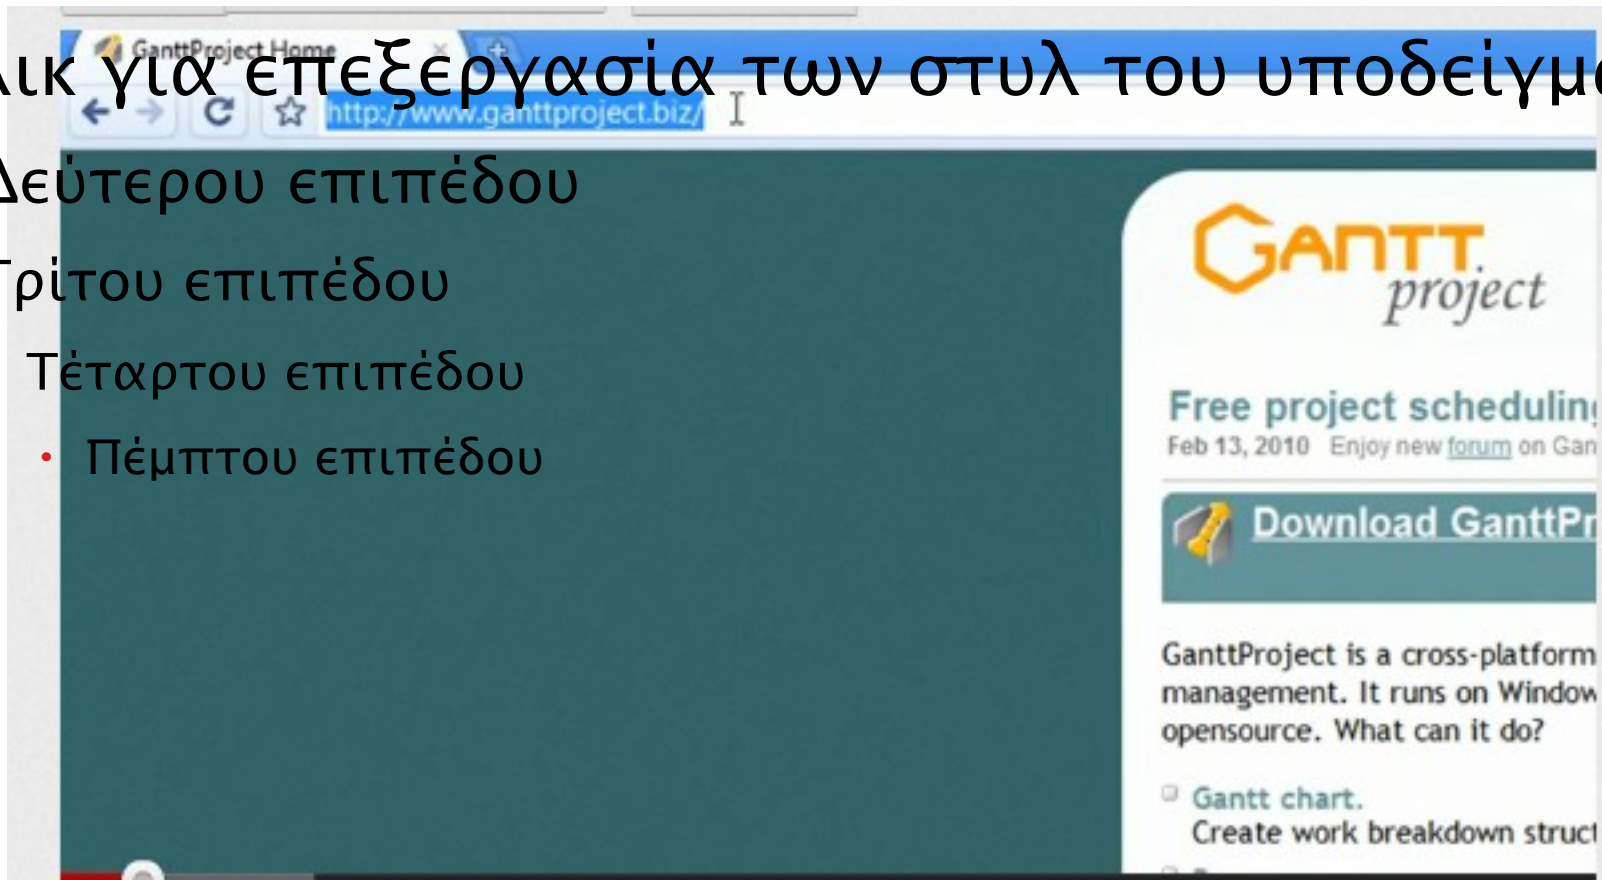 GanttProject Home
λικ για επεξεργασία των στυλ του υποδείγμα
http://www.ganttproject.biz/
Δεύτερου επιπέδου
Τρίτου επιπέδου
Τέταρτου επιπέδου
• Πέμπτου επιπέδου
GANTT
project
Free project scheduling
Feb 13, 2010 Enjoy new forum on Gan
Download GanttPr
GanttProject is a cross-platform
management. It runs on Window
opensource. What can it do?
Gantt chart.
Create work breakdown struct